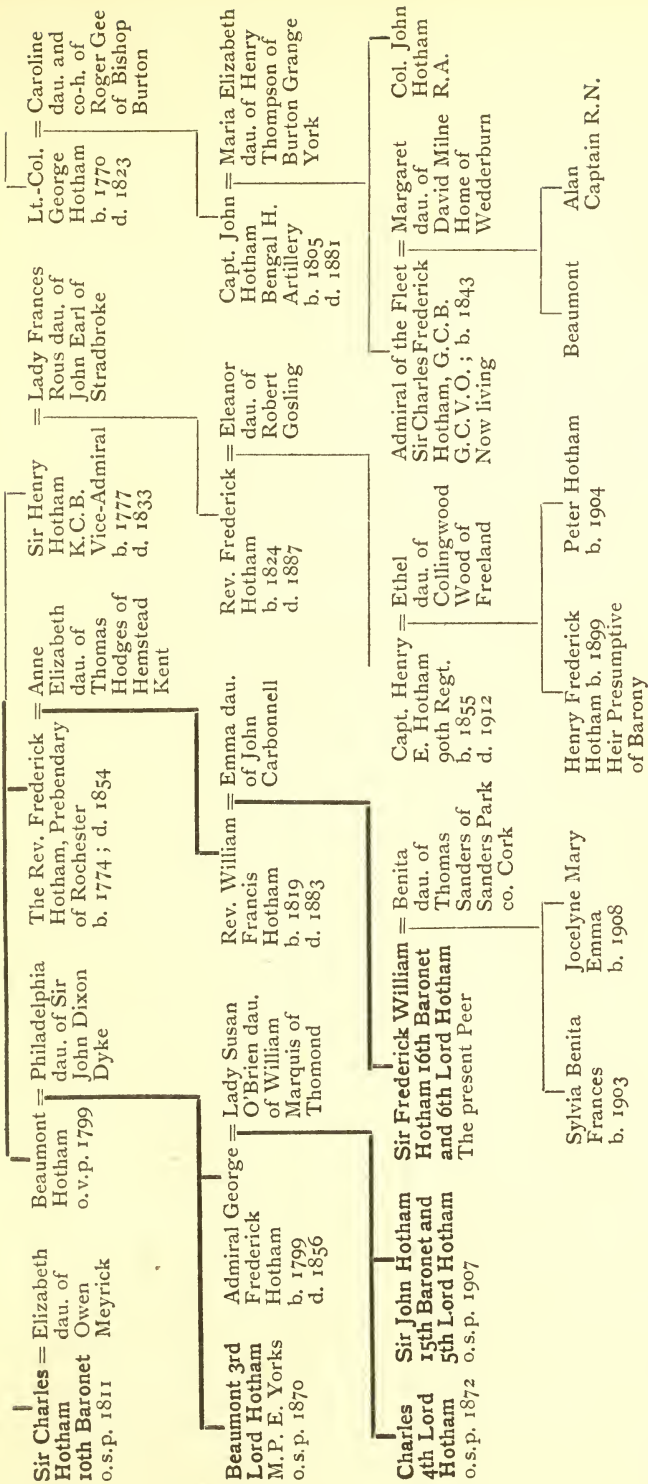 Sir Charles = Elizabeth
Hotham dau. of
10th Baronet Owen
o.s.p. 1811 Meyrick
Beaumont = Philadelphia
Hotham dau. of Sir
o.v.p. 1799 John Dixon
Dyke
The Rev. Frederick = Anne
Hotham, Prebendary Elizabeth
of Rochester dau. of
b. 1774 ; d. 1854 Thomas
Hodges of
Hemstead
Kent
Sir Henry = Lady Frances
Hotham Rous dau. of
K.C.B. John Earl of
Vice-Admiral Stradbroke
b. 1777
d. 1833
Lt.-Col. = Caroline
George dau. and
Hotham co-h. of
b. 1770 Roger Gee
d. 1823 of Bishop
Burton
Beaumont 3rd
Lord Hotham
M.P. E. Yorks
o.s.p. 1870
Admiral George = Lady Susan
Frederick O'Brien dau.
Hotham of William
b. 1799 Marquis of
d. 1856 Thomond
Rev. William = Emma dau.
Francis of John
Hotham Carbonnell
b. 1819
d. 1883
Rev. Frederick = Eleanor
Hotham dau. of
b. 1824 Robert
d. 1887 Gosling
Capt. John = Maria Elizabeth
Hotham dau. of Henry
Bengal H. Thompson of
Artillery Burton Grange
b. 1805 York
d. 1881
Charles
4th Lord
Hotham
o.s.p. 1872
Sir John Hotham
15th Baronet and
5th Lord Hotham
o.s.p. 1907
Sir Frederick William = Benita
Hotham 16th Baronet dau. of
and 6th Lord Hotham Thomas
The present Peer Sanders of
Sanders Park
co. Cork
Capt. Henry = Ethel
E. Hotham dau. of
90th Regt. Collingwood
b. 1855 Wood of
d. 1912 Freeland
Admiral of the Fleet = Margaret
Sir Charles Frederick dau. of
Hotham, G.C.B. David Milne
G.C.V.O. ; b. 1843 Home of
Now living Wedderburn
Col. John
Hotham
R.A.
Sylvia Benita
Frances
b. 1903
Jocelyne Mary
Emma
b. 1908
Henry Frederick
Hotham b. 1899
Heir Presumptive
of Barony
Peter Hotham
b. 1904
Beaumont
Alan
Captain R.N.